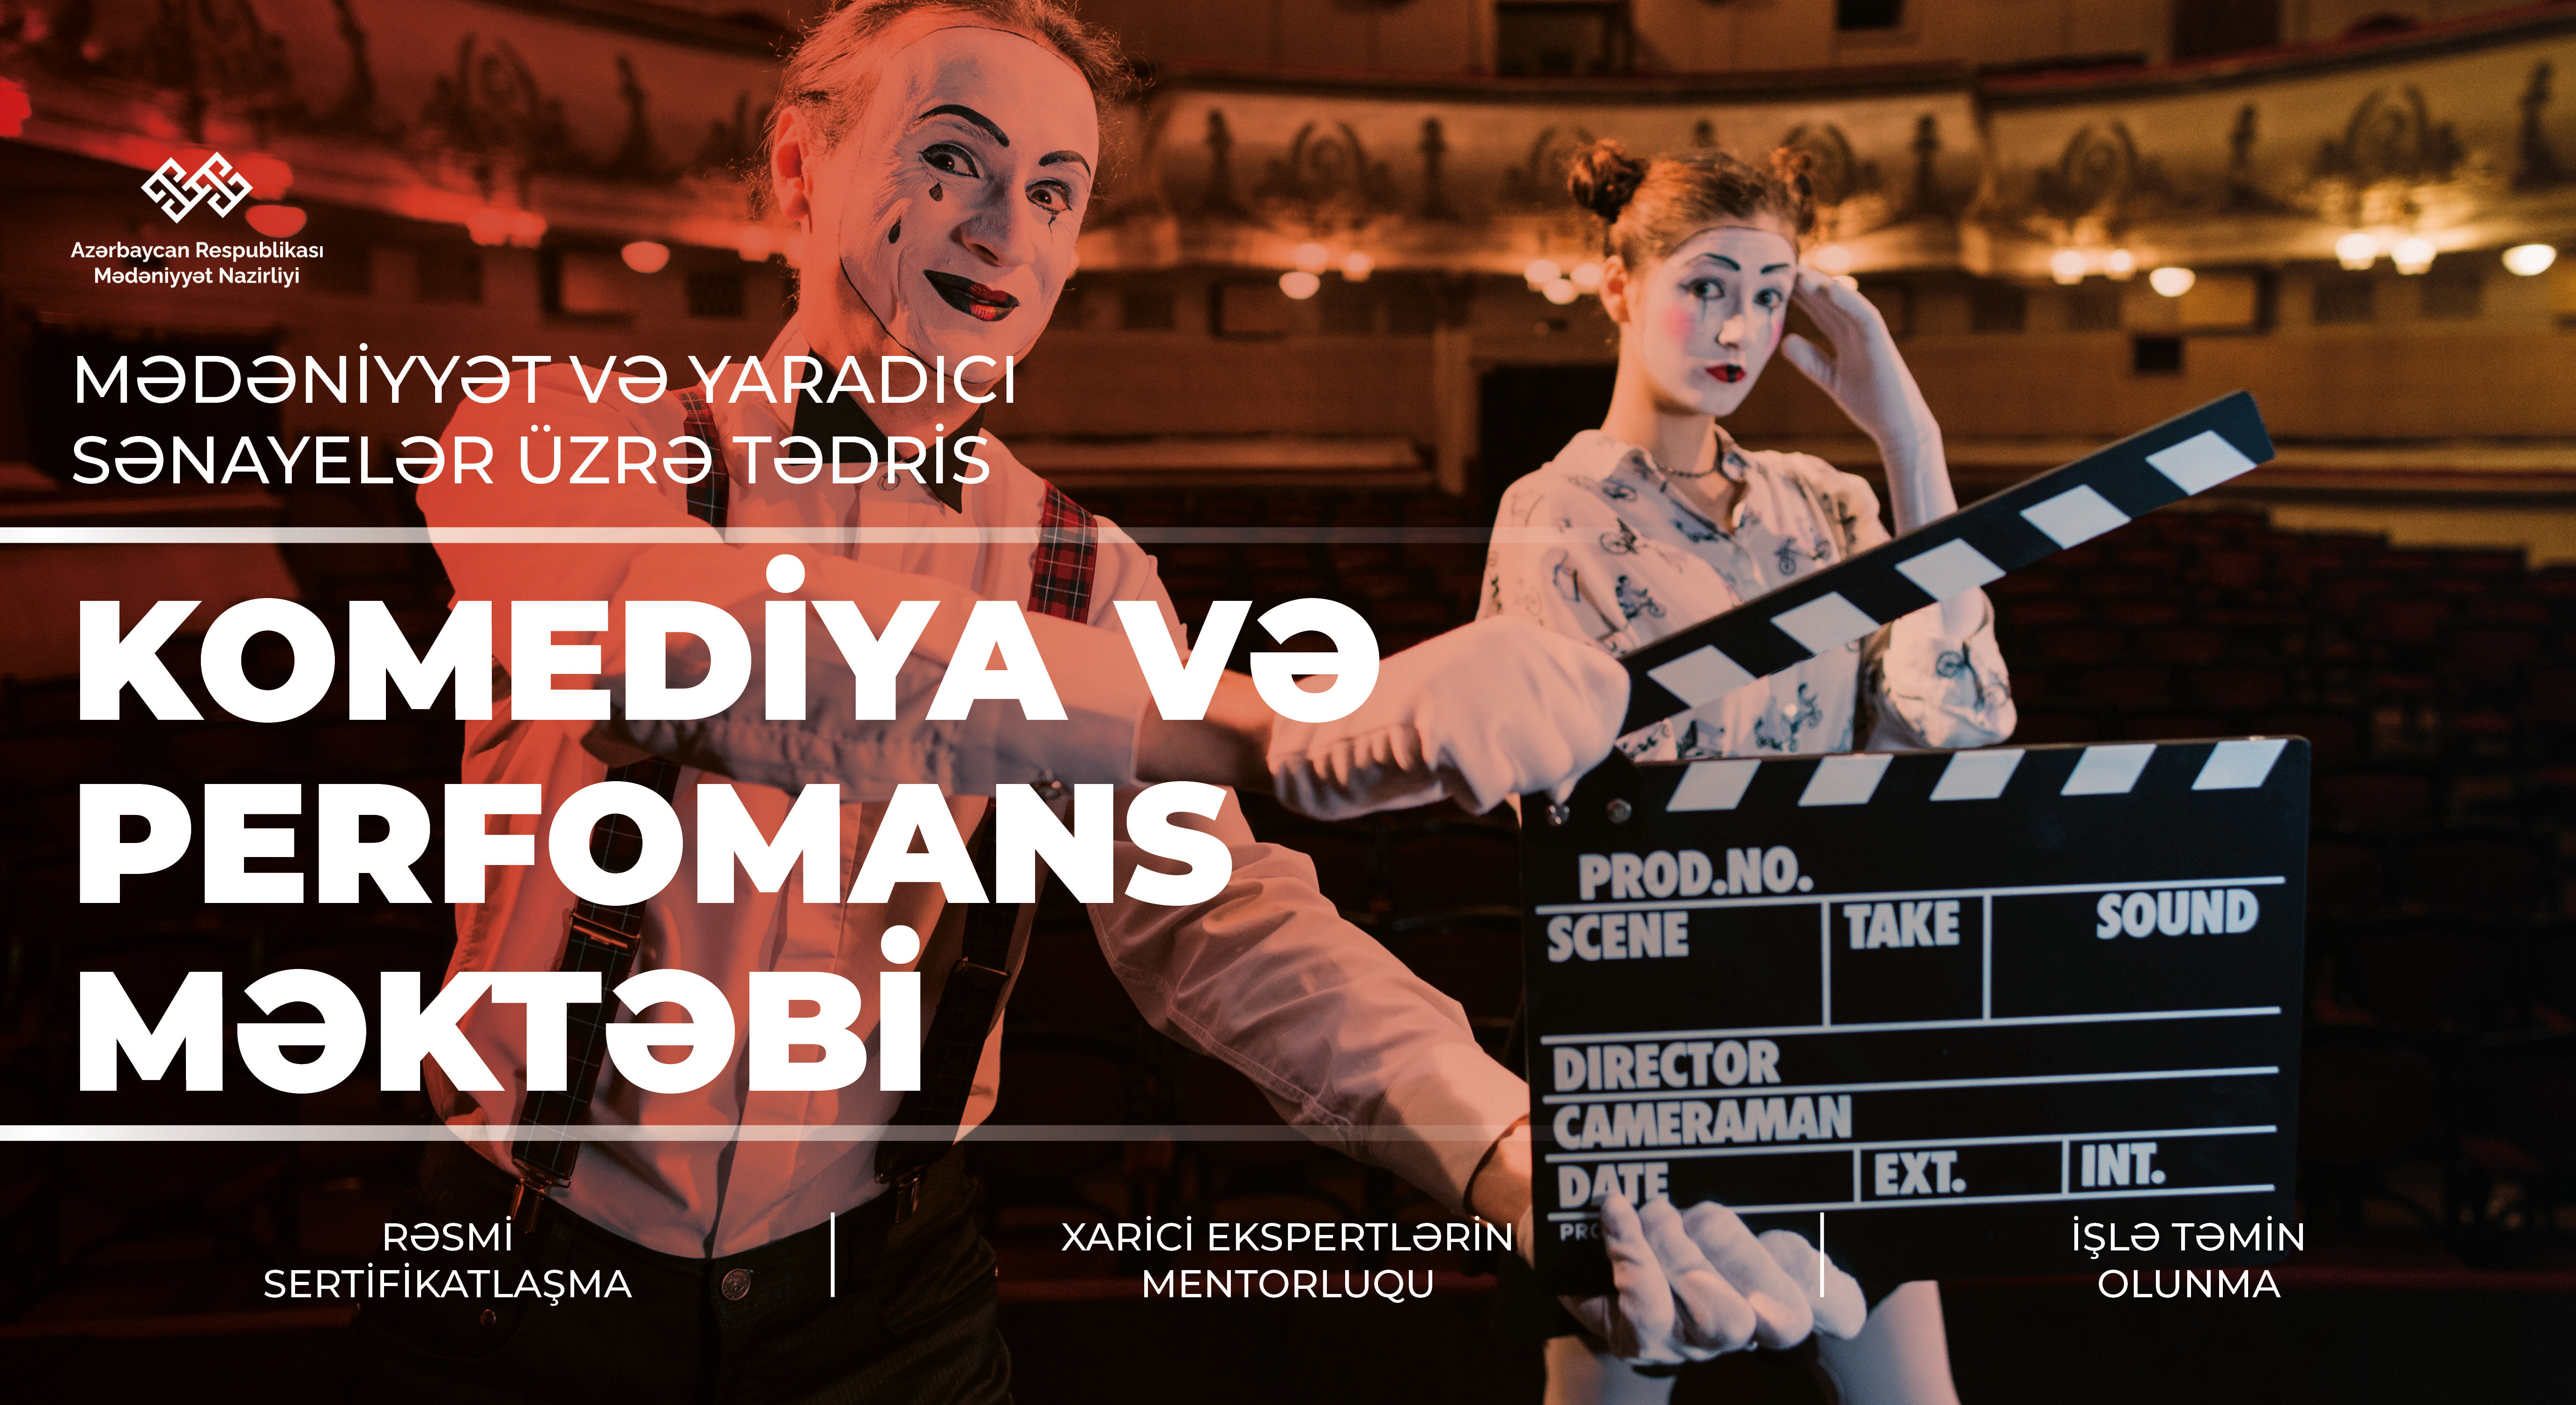 Azərbaycan Respublikası
Mədəniyyət Nazirliyi
MƏDƏNİYYƏT VƏ YARADICI
SƏNAYELƏR ÜZRƏ TƏDRİS
KOMEDİYA VƏ
PERFOMANS
MƏKTƏBİ
PROD.NO.
SCENE TAKE SOUND
DIRECTOR
CAMERAMAN
DATE EXT. INT.
RƏSMİ
SERTİFİKATLAŞMA
XARİCİ EKSPERTLƏRİN
MENTORLUQU
İŞLƏ TƏMİN
OLUNMA